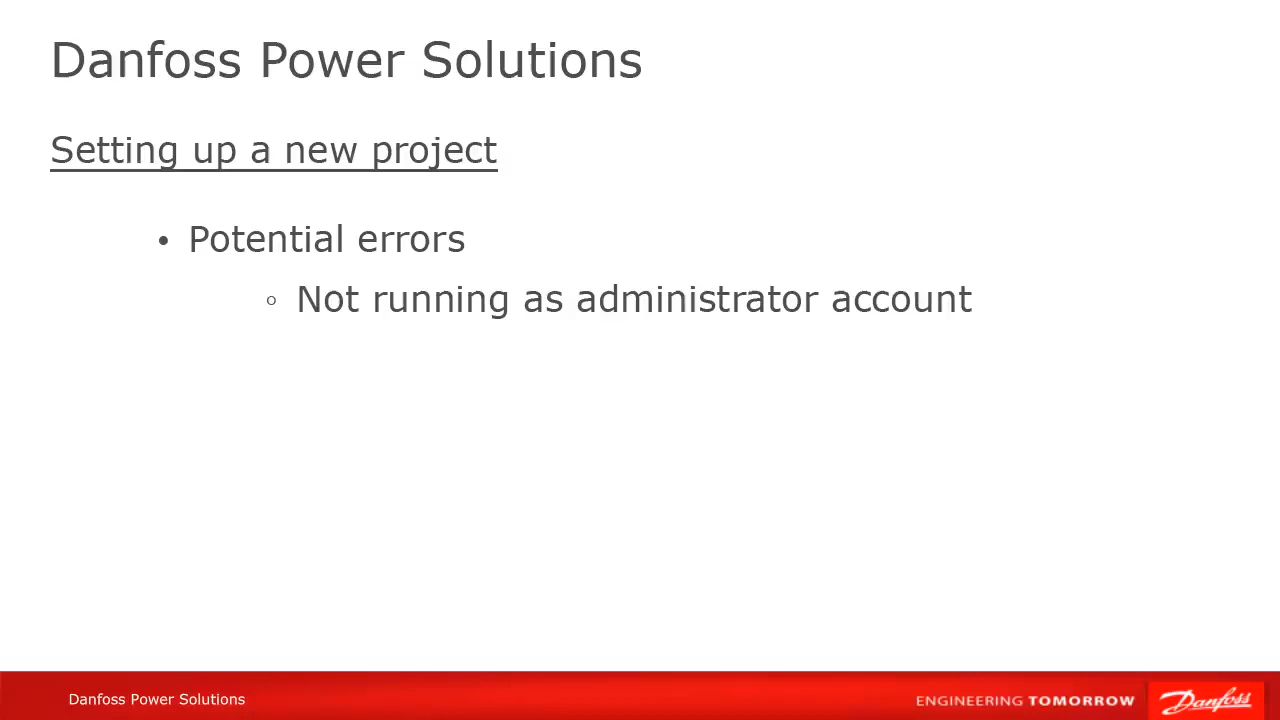 Danfoss Power Solutions
Setting up a new project
• Potential errors
◦ Not running as administrator account
Danfoss Power Solutions
ENGINEERING TOMORROW
Danfoss